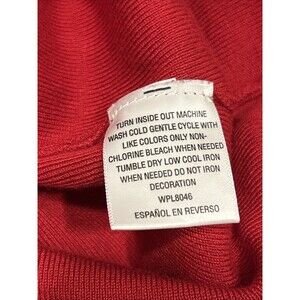 TURN INSIDE OUT MACHINE
WASH COLD GENTLE CYCLE WITH
LIKE COLORS ONLY NON-
CHLORINE BLEACH WHEN NEEDED
TUMBLE DRY LOW COOL IRON
WHEN NEEDED DO NOT IRON
DECORATION
WPL8046
ESPAÑOL EN REVERSO